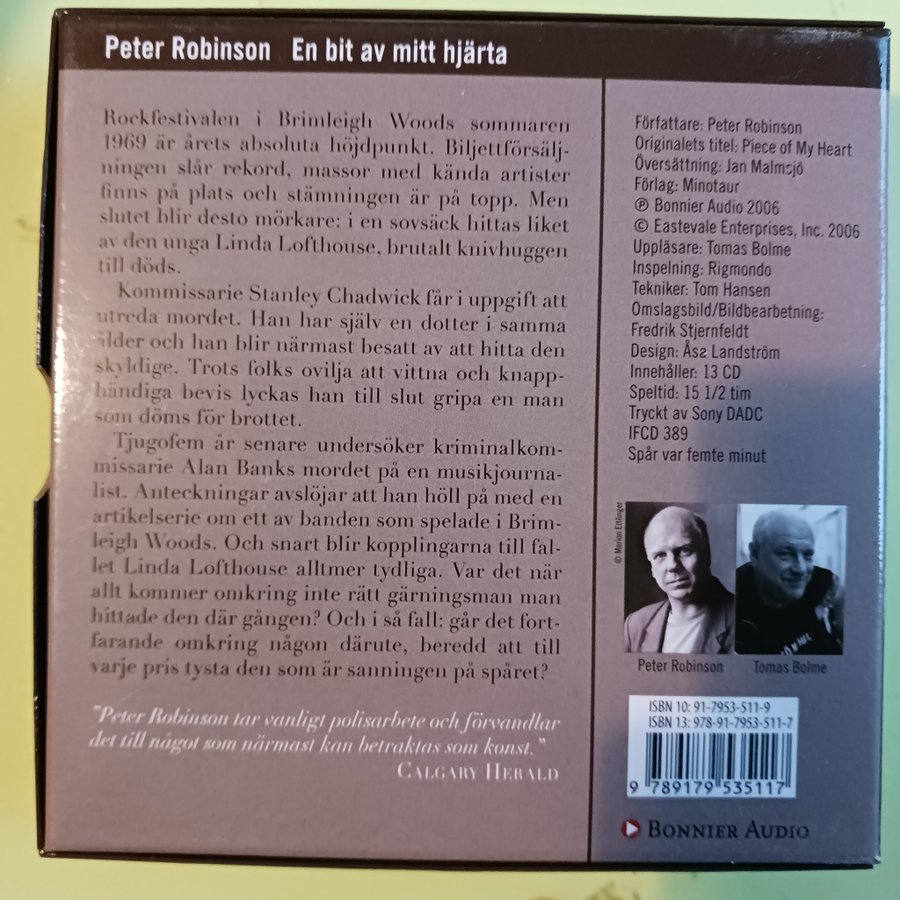 Peter Robinson En bit av mitt hjärta
Rockfestivalen i Brimleigh Woods sommaren
1969 är årets absoluta höjdpunkt. Biljettförsälj-
ningen slår rekord, massor med kända artister
finns på plats och stämningen är på topp. Men
slutet blir desto mörkare: i en sovsäck hittas liket
av den unga Linda Lofthouse, brutalt knivhuggen
till döds.
Kommissarie Stanley Chadwick får i uppgift att
utreda mordet. Han har själv en dotter i samma
ålder och han blir närmast besatt av att hitta den
skyldige. Trots folks ovilja att vittna och knapp-
händiga bevis lyckas han till slut gripa en man
som döms för brottet.
Tjugofem år senare undersöker kriminalkom-
missarie Alan Banks mordet på en musikjourna-
list. Anteckningar avslöjar att han höll på med en
artikelserie om ett av banden som spelade i Brim-
leigh Woods. Och snart blir kopplingarna till fal-
let Linda Lofthouse alltmer tydliga. Var det när
allt kommer omkring inte rätt gärningsman man
hittade den där gången? Och i så fall: går det fort-
farande omkring någon därute, beredd att till
varje pris tysta den som är sanningen på spåret?
"Peter Robinson tar vanligt polisarbete och förvandlar
det till något som närmast kan betraktas som konst."
CALGARY HERALD
Författare: Peter Robinson
Originalets titel: Piece of My Heart
Översättning: Jan Malmsjö
Förlag: Minotaur
℗ Bonnier Audio 2006
© Eastevale Enterprises, Inc. 2006
Uppläsare: Tomas Bolme
Inspelning: Rigmondo
Tekniker: Tom Hansen
Omslagsbild/Bildbearbetning:
Fredrik Stjernfeldt
Design: Åsa Landström
Innehåller: 13 CD
Speltid: 15 1/2 tim
Tryckt av Sony DADC
IFCD 389
Spår var femte minut
© Marion Ettlinger
Peter Robinson Tomas Bolme
ISBN 10: 91-7953-511-9
ISBN 13: 978-91-7953-511-7
9 789179 535117
BONNIER AUDIO